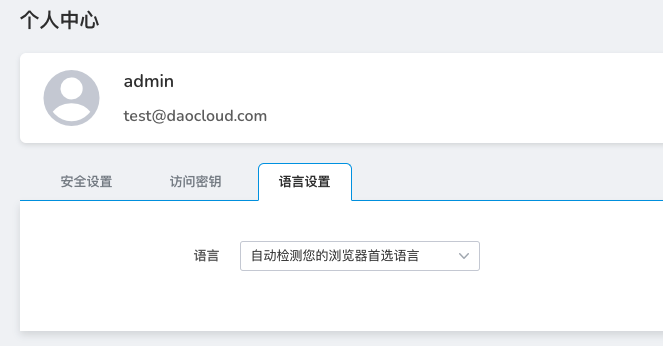 个人中心
admin
test@daocloud.com
安全设置 访问密钥 语言设置
语言 自动检测您的浏览器首选语言